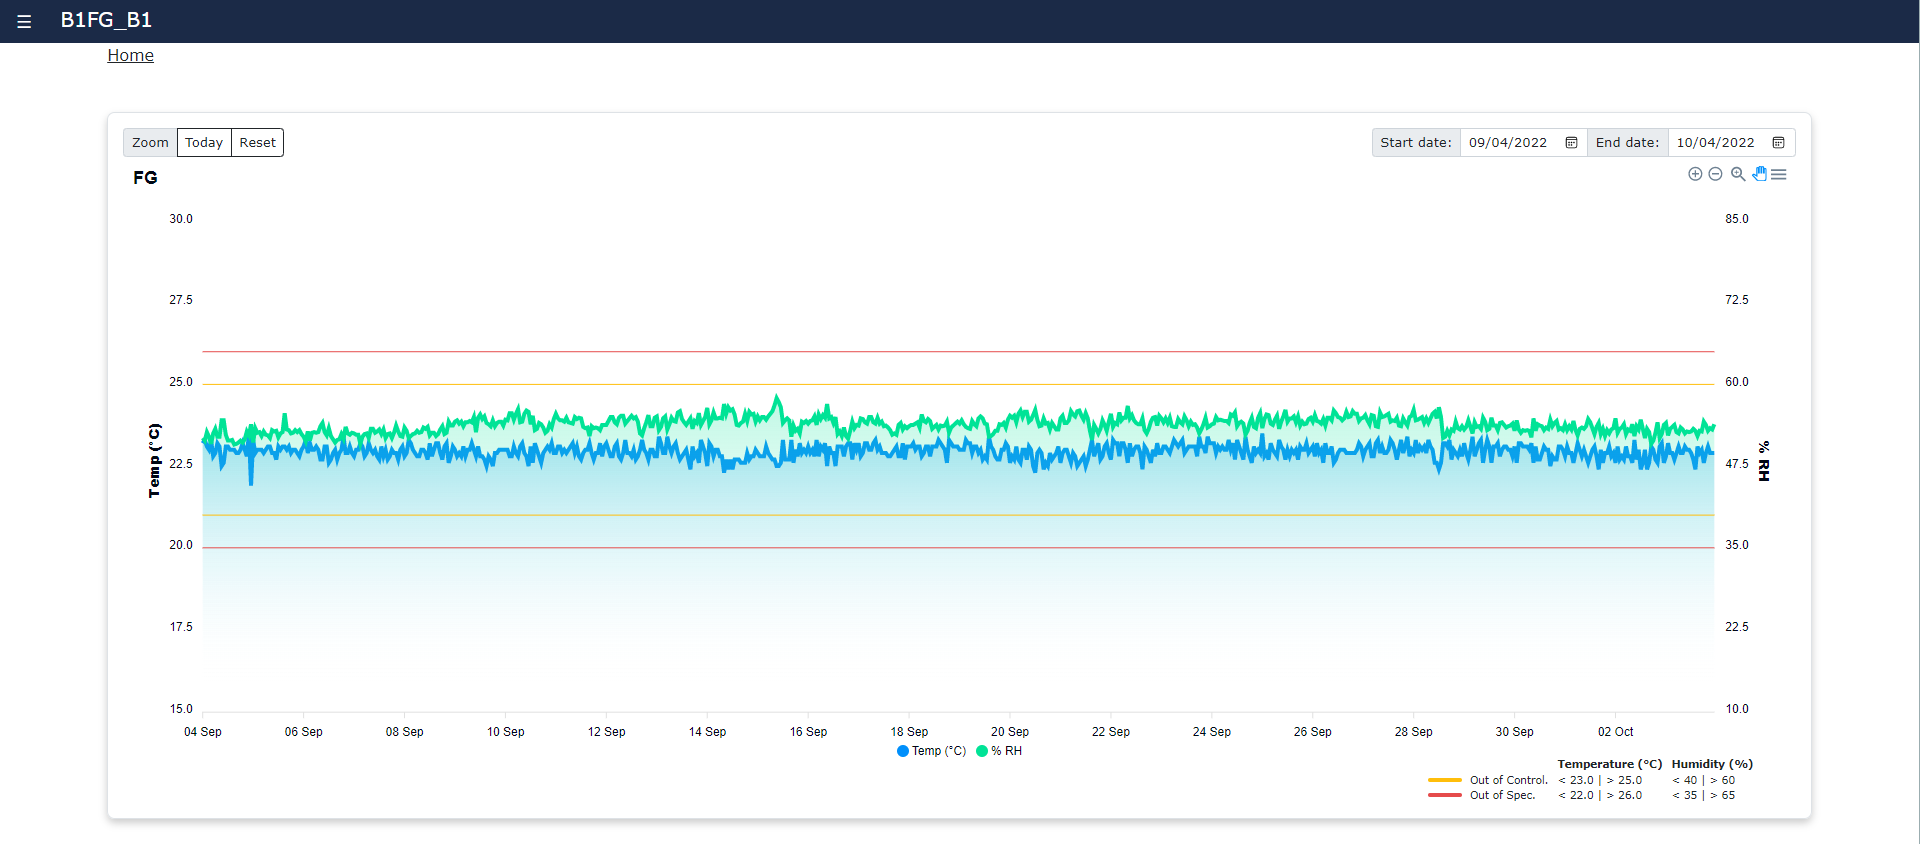 ☰ B1FG_B1
Home
Zoom Today Reset
Start date: 09/04/2022 End date: 10/04/2022
FG
30.0 85.0
27.5 72.5
25.0 60.0
22.5 47.5
20.0 35.0
17.5 22.5
15.0 10.0
Temp (°C)
% RH
04 Sep 06 Sep 08 Sep 10 Sep 12 Sep 14 Sep 16 Sep 18 Sep 20 Sep 22 Sep 24 Sep 26 Sep 28 Sep 30 Sep 02 Oct
Temp (°C) % RH
Temperature (°C) Humidity (%)
Out of Control. < 23.0 | > 25.0 < 40 | > 60
Out of Spec. < 22.0 | > 26.0 < 35 | > 65